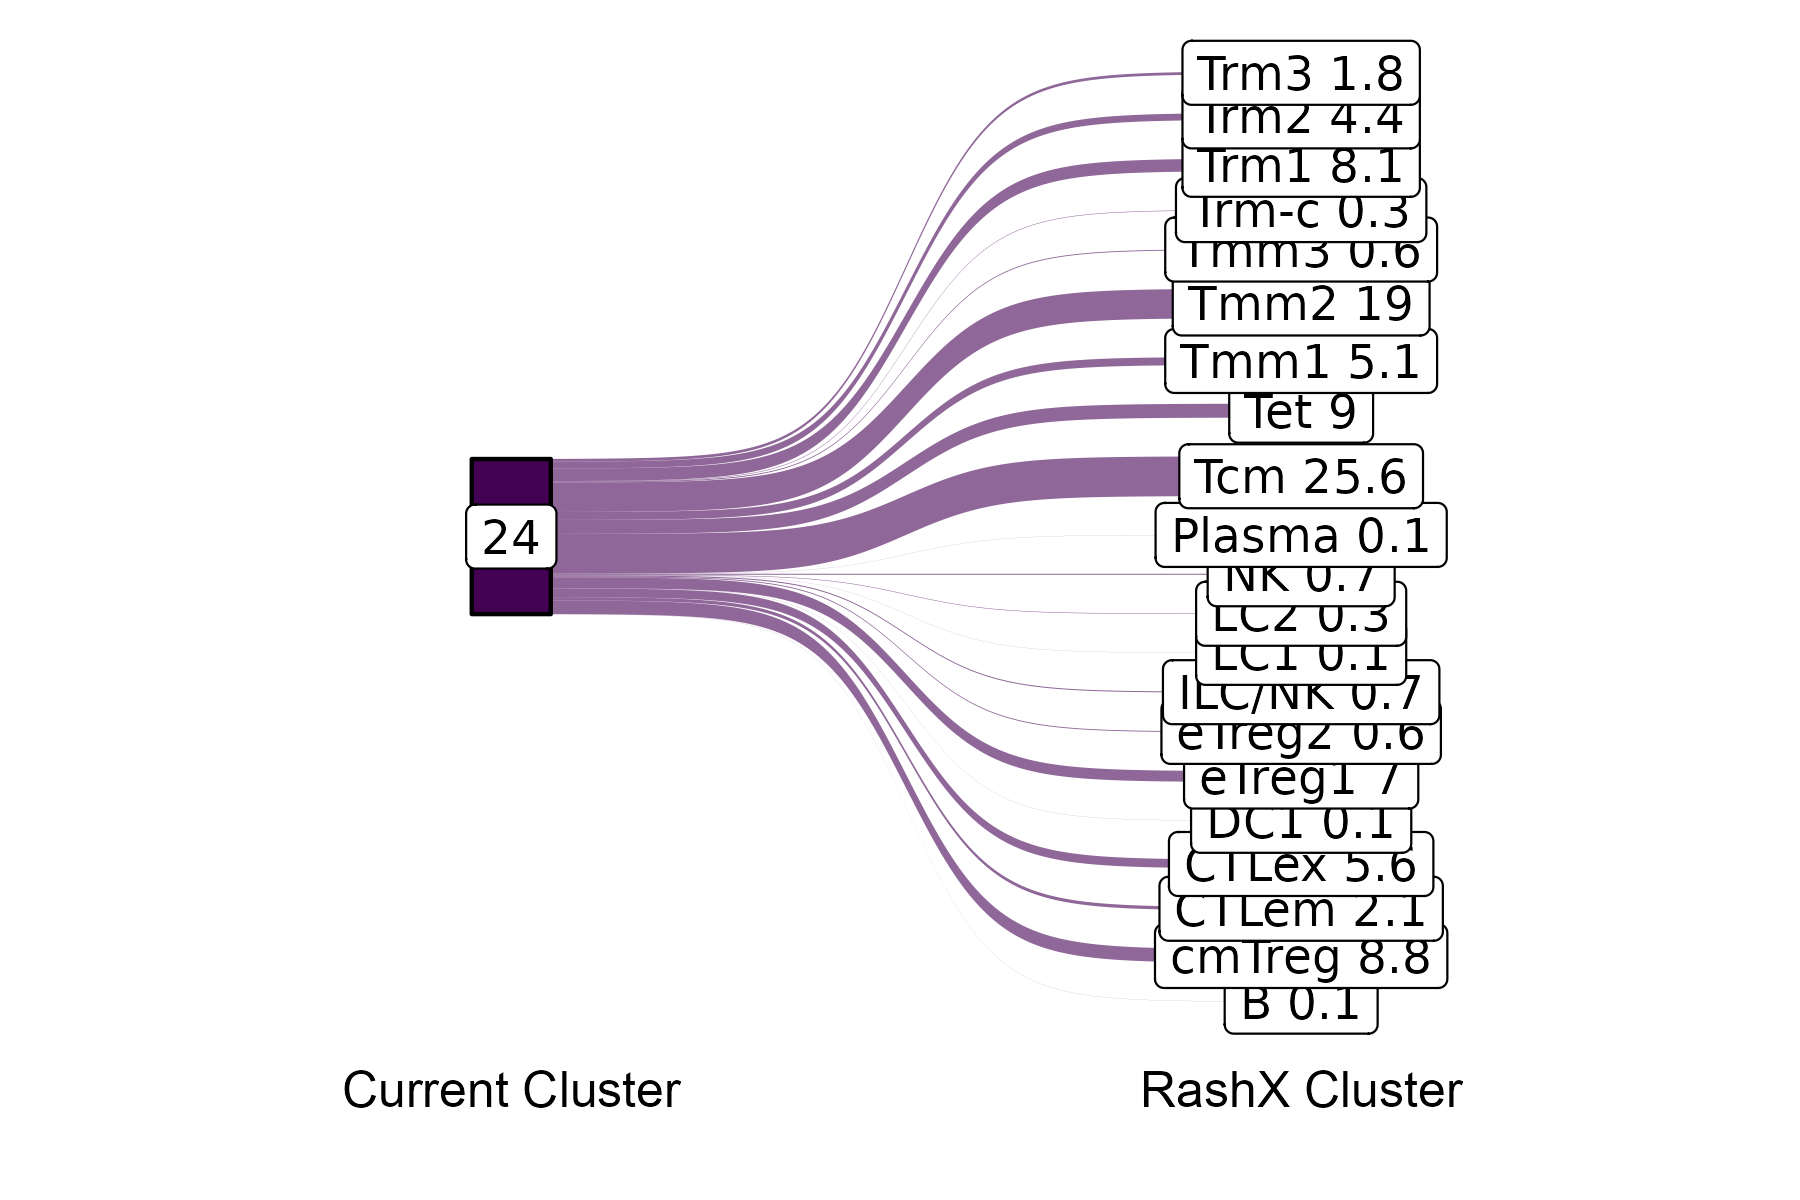 Trm3 1.8
Trm2 4.4
Trm1 8.1
Trm-c 0.3
Tmm3 0.6
Tmm2 19
Tmm1 5.1
Tet 9
Tcm 25.6
24
Plasma 0.1
NK 0.7
LC2 0.3
LC1 0.1
ILC/NK 0.7
eTreg2 0.6
eTreg1 7
DC1 0.1
CTLex 5.6
CTLem 2.1
cmTreg 8.8
B 0.1
Current Cluster
RashX Cluster